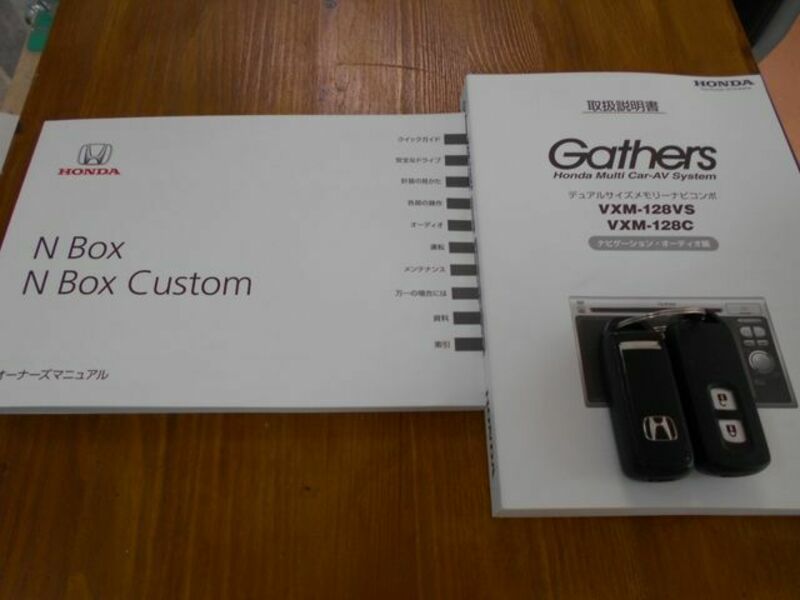 HONDA
N Box
N Box Custom
オーナーズマニュアル
クイックガイド
安全なドライブ
計器の見かた
各部の操作
オーディオ
運転
メンテナンス
万一の場合には
資料
索引
HONDA
取扱説明書
Gathers
Honda Multi Car-AV System
デュアルサイズメモリーナビコンポ
VXM-128VS
VXM-128C
ナビゲーション・オーディオ編